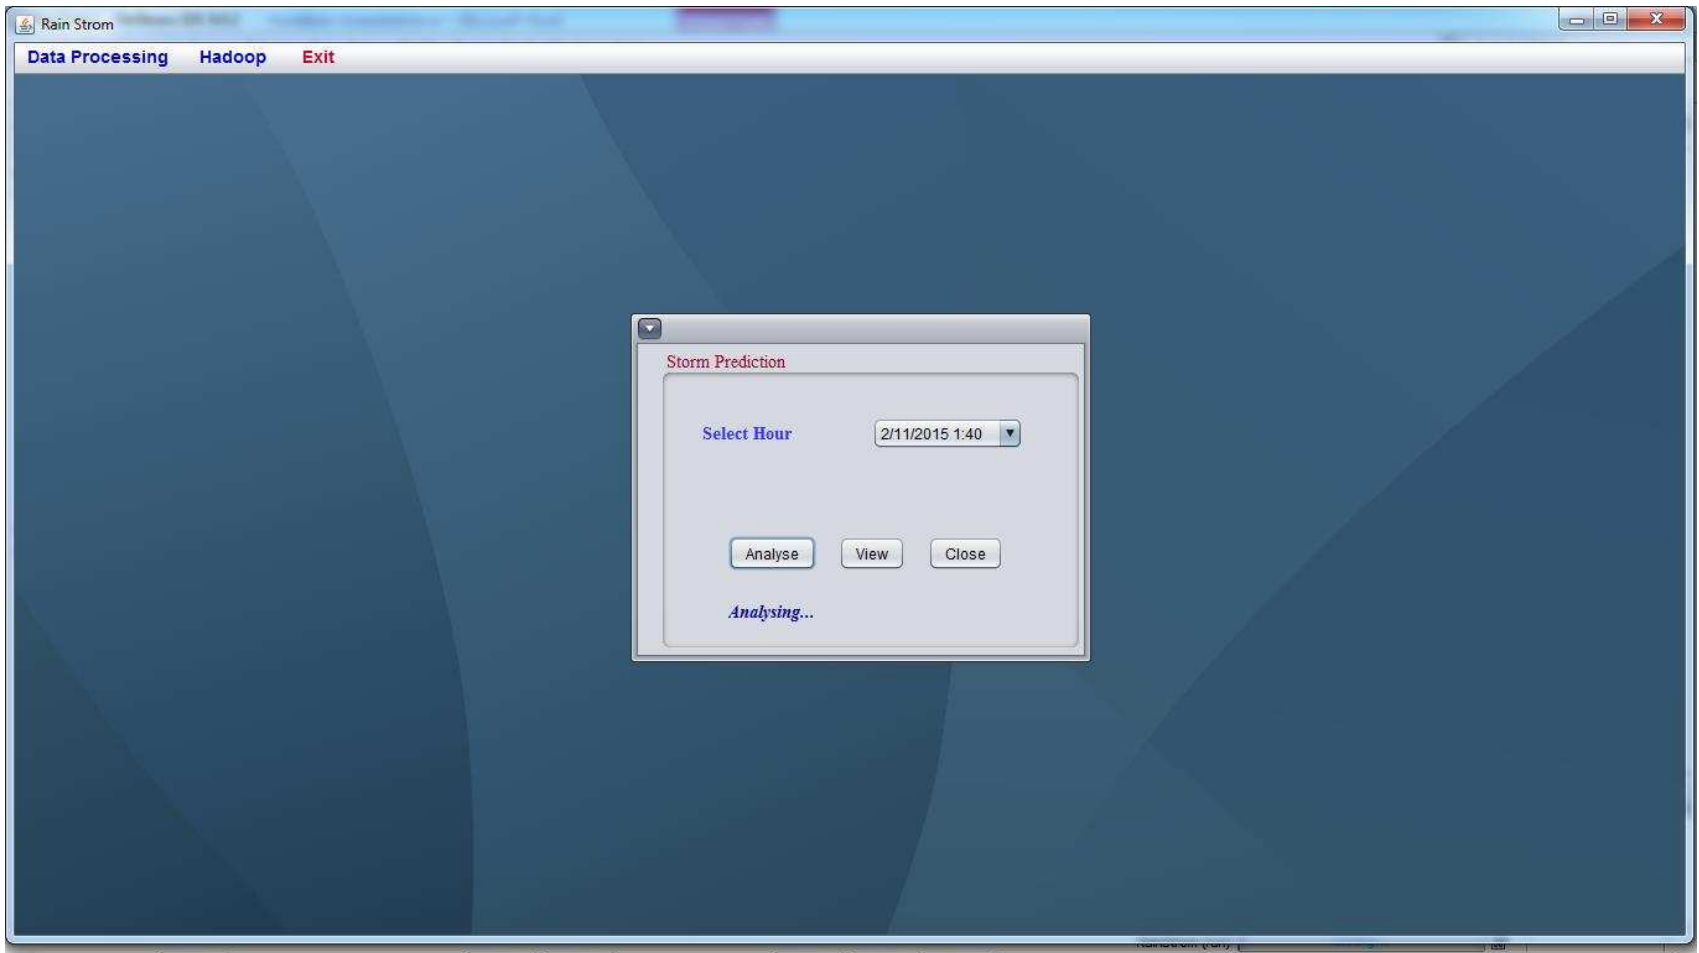 Rain Strom
Data Processing Hadoop Exit
Storm Prediction
Select Hour 2/11/2015 1:40
Analyse View Close
Analysing...